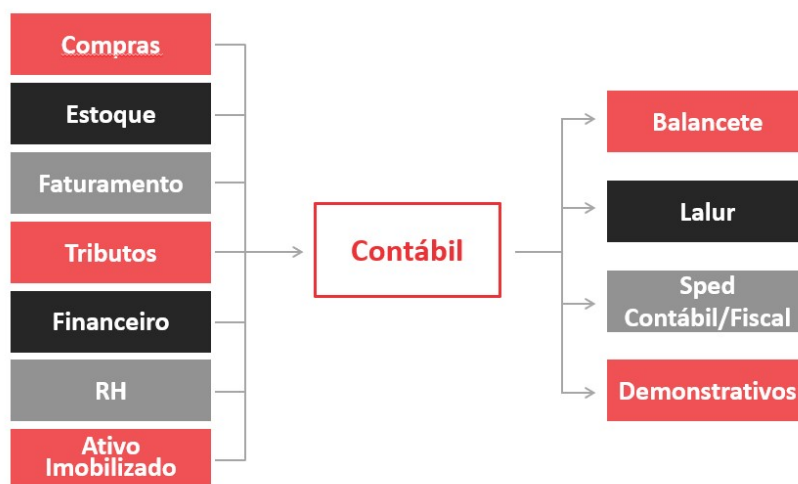 Compras
Estoque
Faturamento
Tributos
Financeiro
RH
Ativo
Imobilizado
Contábil
Balancete
Lalur
Sped
Contábil/Fiscal
Demonstrativos